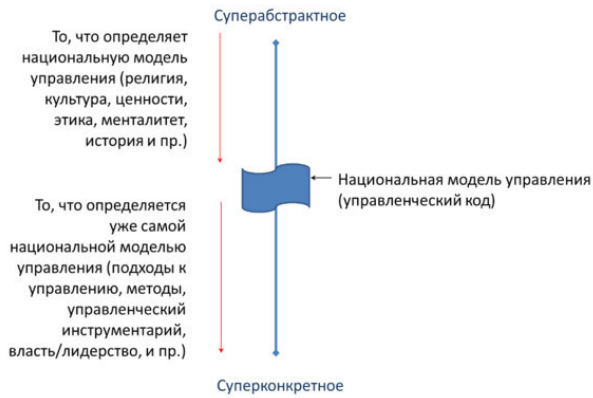 Суперабстрактное
То, что определяет
национальную модель
управления (религия,
культура, ценности,
этика, менталитет,
история и пр.)
Национальная модель управления
(управленческий код)
То, что определяется
уже самой
национальной моделью
управления (подходы к
управлению, методы,
управленческий
инструментарий,
власть/лидерство, и пр.)
Суперконкретное